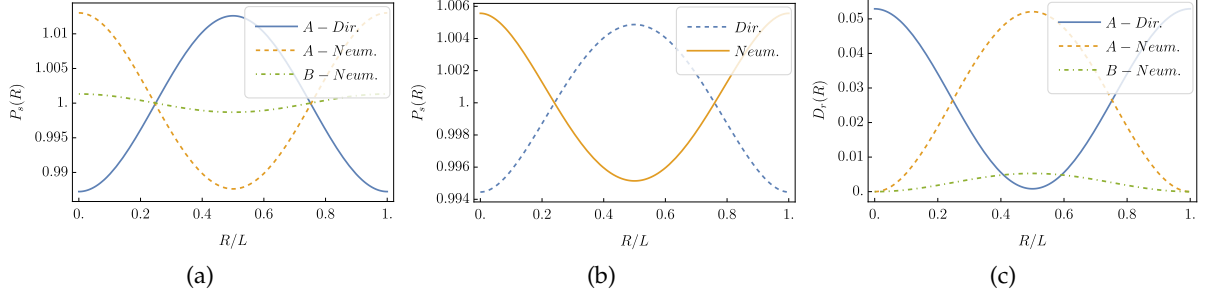 A − Dir.
A − Neum.
B − Neum.
1.01
1.005
1.
0.995
0.99
P_s(R)
0.
0.2
0.4
0.6
0.8
1.
R/L
(a)
Dir.
Neum.
1.006
1.004
1.002
1.000
0.998
0.996
0.994
P_s(R)
0.
0.2
0.4
0.6
0.8
1.
R/L
(b)
A − Dir.
A − Neum.
B − Neum.
0.05
0.04
0.03
0.02
0.01
0.
D_r(R)
0.
0.2
0.4
0.6
0.8
1.
R/L
(c)